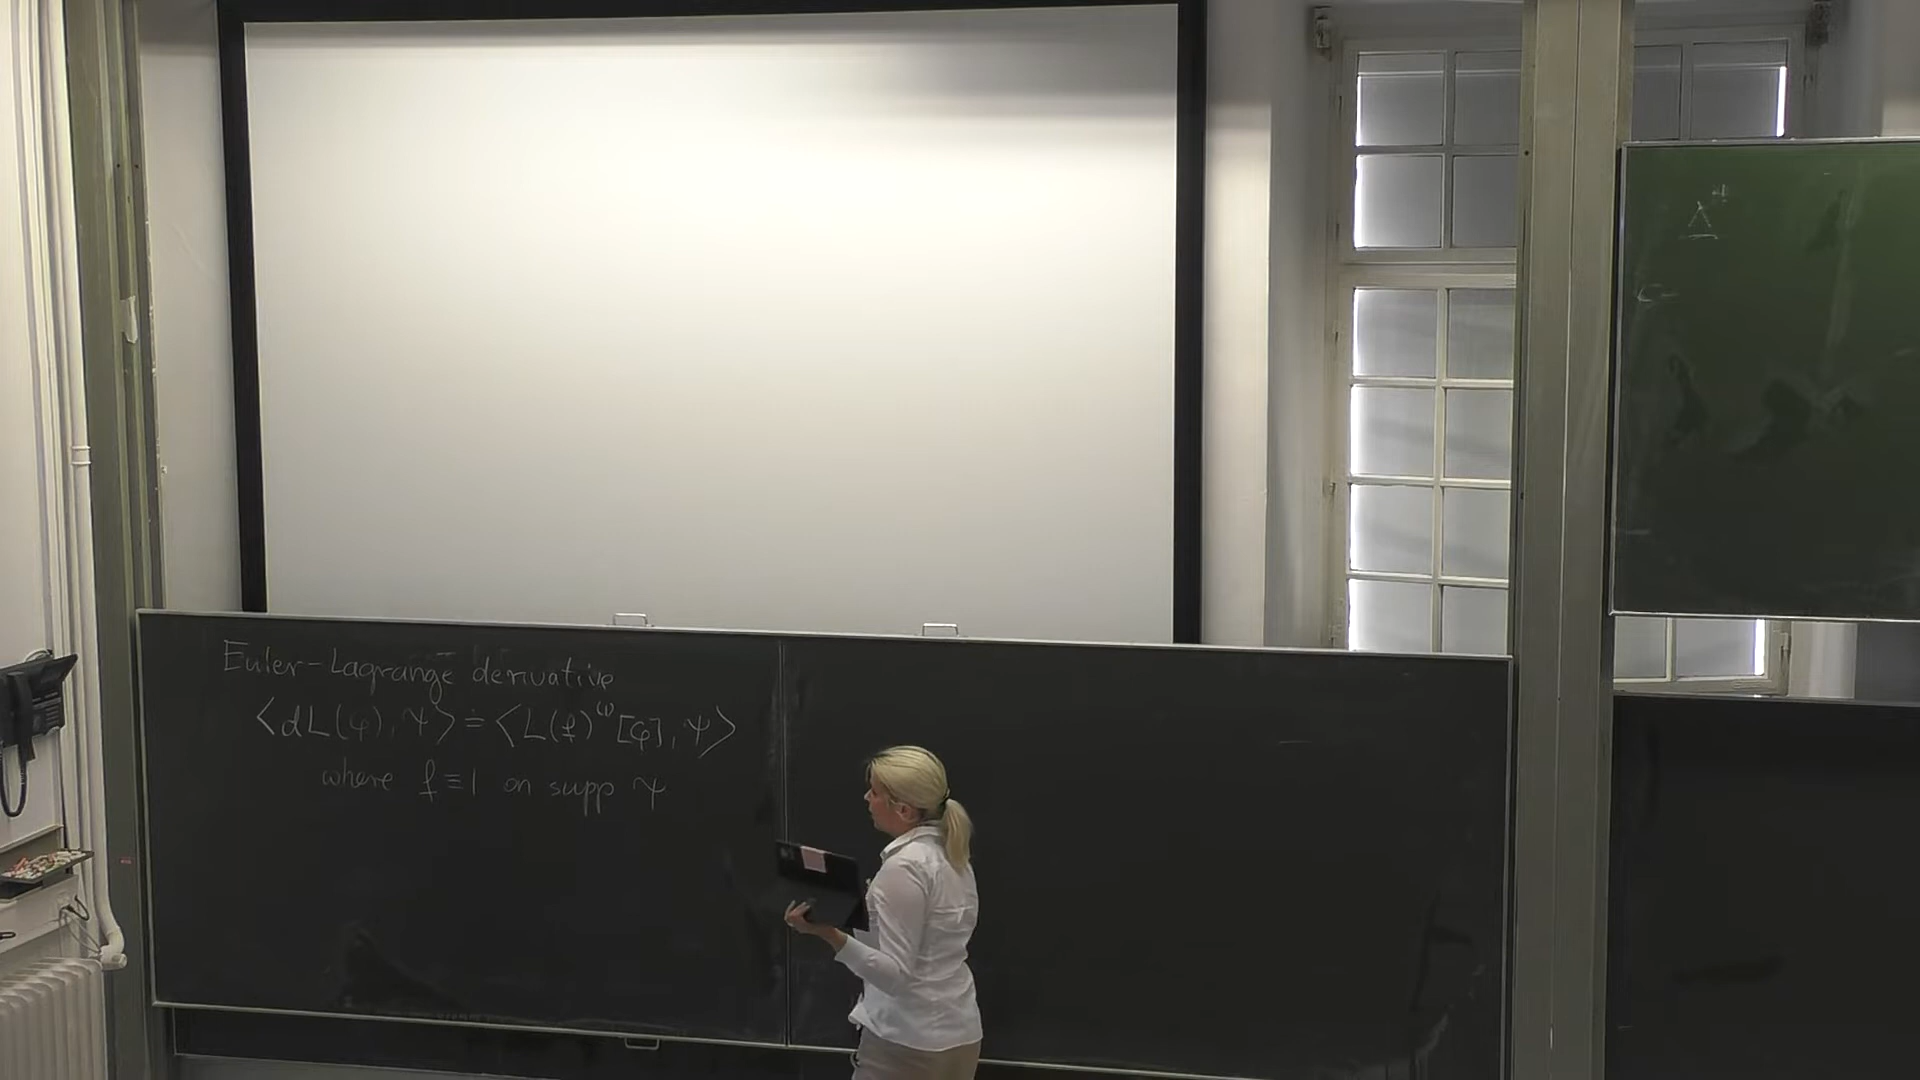 Euler-Lagrange derivative
<dL(φ), ψ> ≐ <L(f)⁽¹⁾[φ], ψ>
where f ≡ 1 on supp ψ
Δ